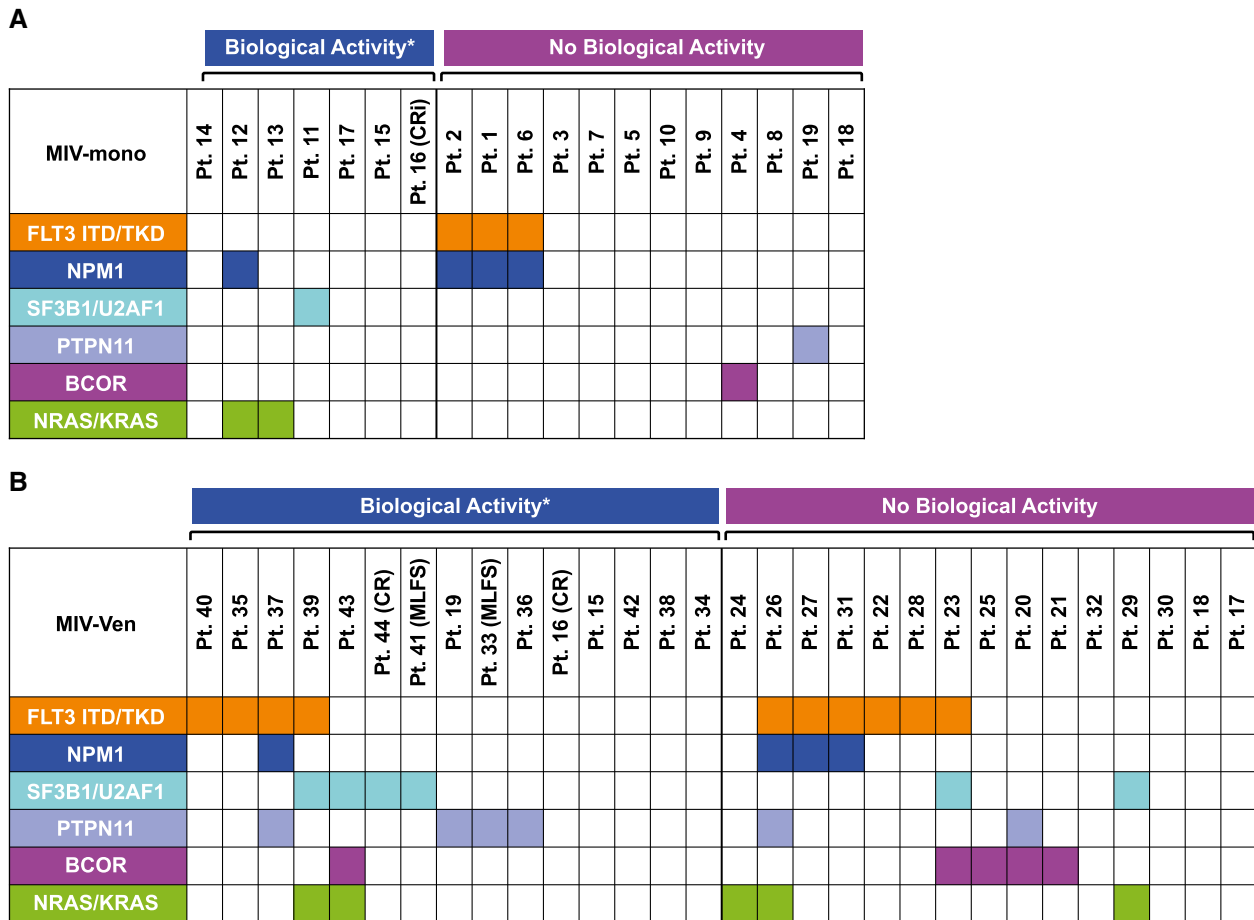 A
Biological Activity* No Biological Activity
MIV-mono Pt. 14 Pt. 12 Pt. 13 Pt. 11 Pt. 17 Pt. 15 Pt. 16 (CRi) Pt. 2 Pt. 1 Pt. 6 Pt. 3 Pt. 7 Pt. 5 Pt. 10 Pt. 9 Pt. 4 Pt. 8 Pt. 19 Pt. 18
FLT3 ITD/TKD
NPM1
SF3B1/U2AF1
PTPN11
BCOR
NRAS/KRAS
B
Biological Activity* No Biological Activity
MIV-Ven Pt. 40 Pt. 35 Pt. 37 Pt. 39 Pt. 43 Pt. 44 (CR) Pt. 41 (MLFS) Pt. 19 Pt. 33 (MLFS) Pt. 36 Pt. 16 (CR) Pt. 15 Pt. 42 Pt. 38 Pt. 34 Pt. 24 Pt. 26 Pt. 27 Pt. 31 Pt. 22 Pt. 28 Pt. 23 Pt. 25 Pt. 20 Pt. 21 Pt. 32 Pt. 29 Pt. 30 Pt. 18 Pt. 17
FLT3 ITD/TKD
NPM1
SF3B1/U2AF1
PTPN11
BCOR
NRAS/KRAS